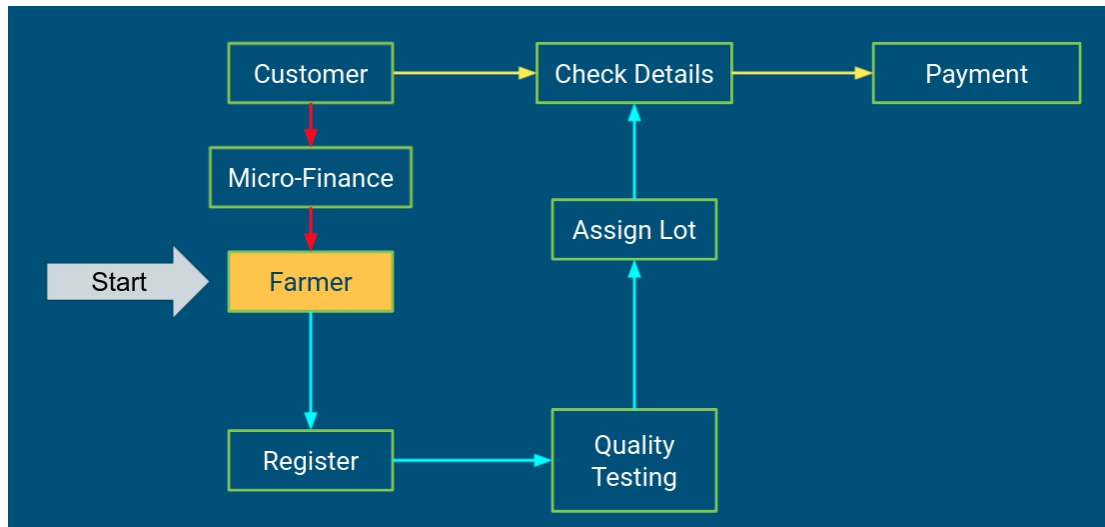 Customer
Check Details
Payment
Micro-Finance
Assign Lot
Start
Farmer
Register
Quality
Testing